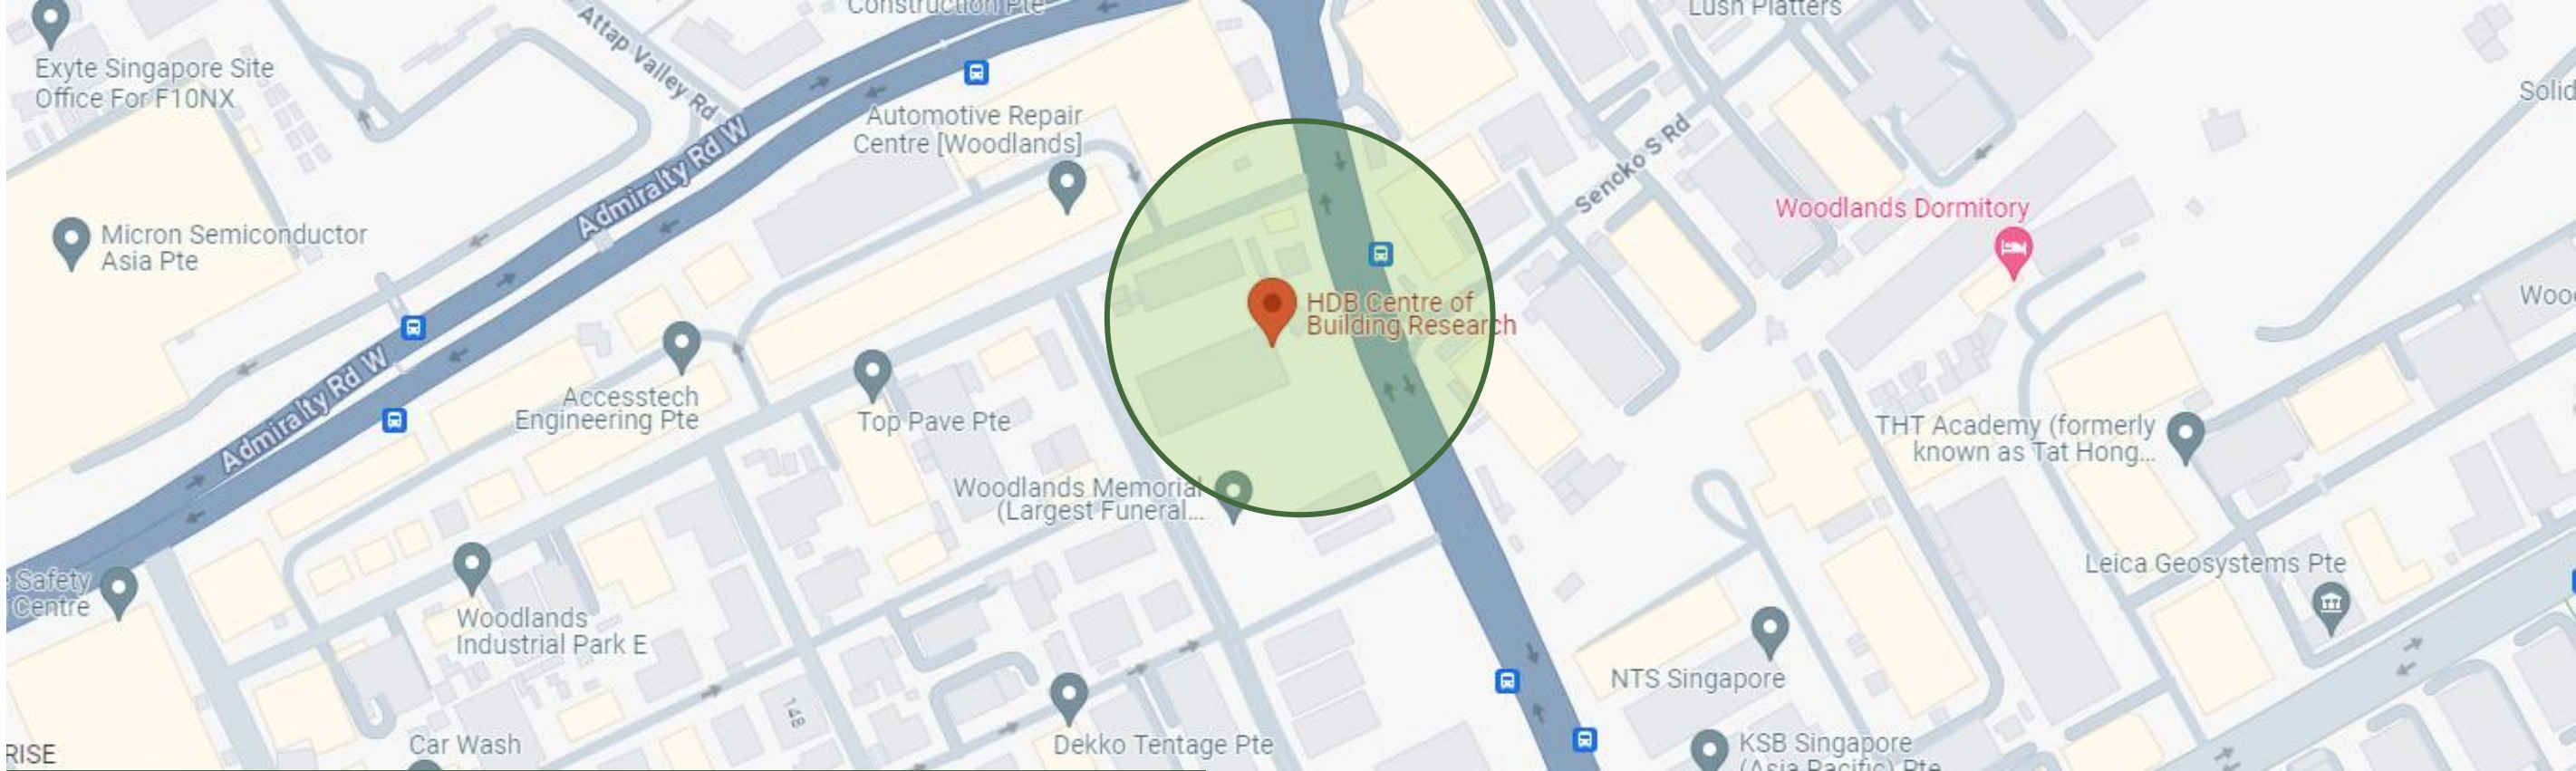 Construction Pte
Lush Platters
Attap Valley Rd
Exyte Singapore Site
Office For F10NX
Solid
Automotive Repair
Centre [Woodlands]
Admiralty Rd W
Senoko S Rd
Woodlands Dormitory
Micron Semiconductor
Asia Pte
HDB Centre of
Building Research
Woo
Admiralty Rd W
Accesstech
Engineering Pte
Top Pave Pte
THT Academy (formerly
known as Tat Hong...
Woodlands Memorial
(Largest Funeral...
Leica Geosystems Pte
Safety
Centre
Woodlands
Industrial Park E
NTS Singapore
148
Car Wash
Dekko Tentage Pte
KSB Singapore
(Asia Pacific) Pte
RISE